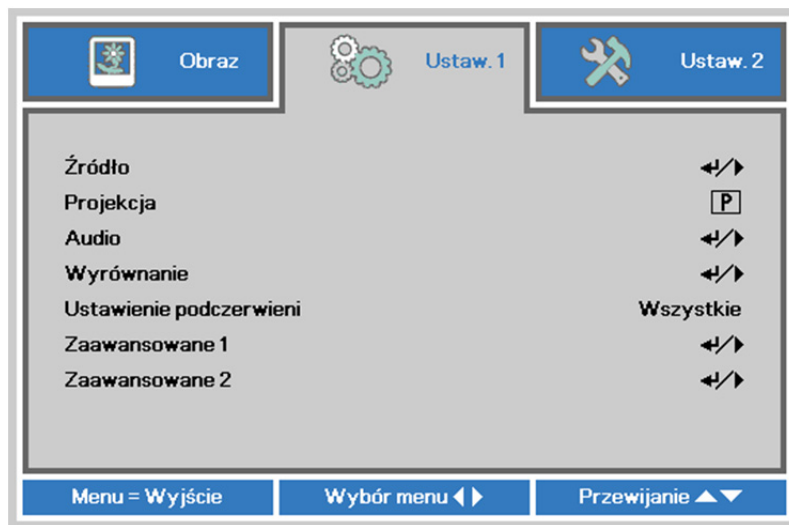 Obraz
Ustaw. 1
Ustaw. 2
Źródło
Projekcja P
Audio
Wyrównanie
Ustawienie podczerwieni Wszystkie
Zaawansowane 1
Zaawansowane 2
Menu = Wyjście
Wybór menu ◀ ▶
Przewijanie ▲▼